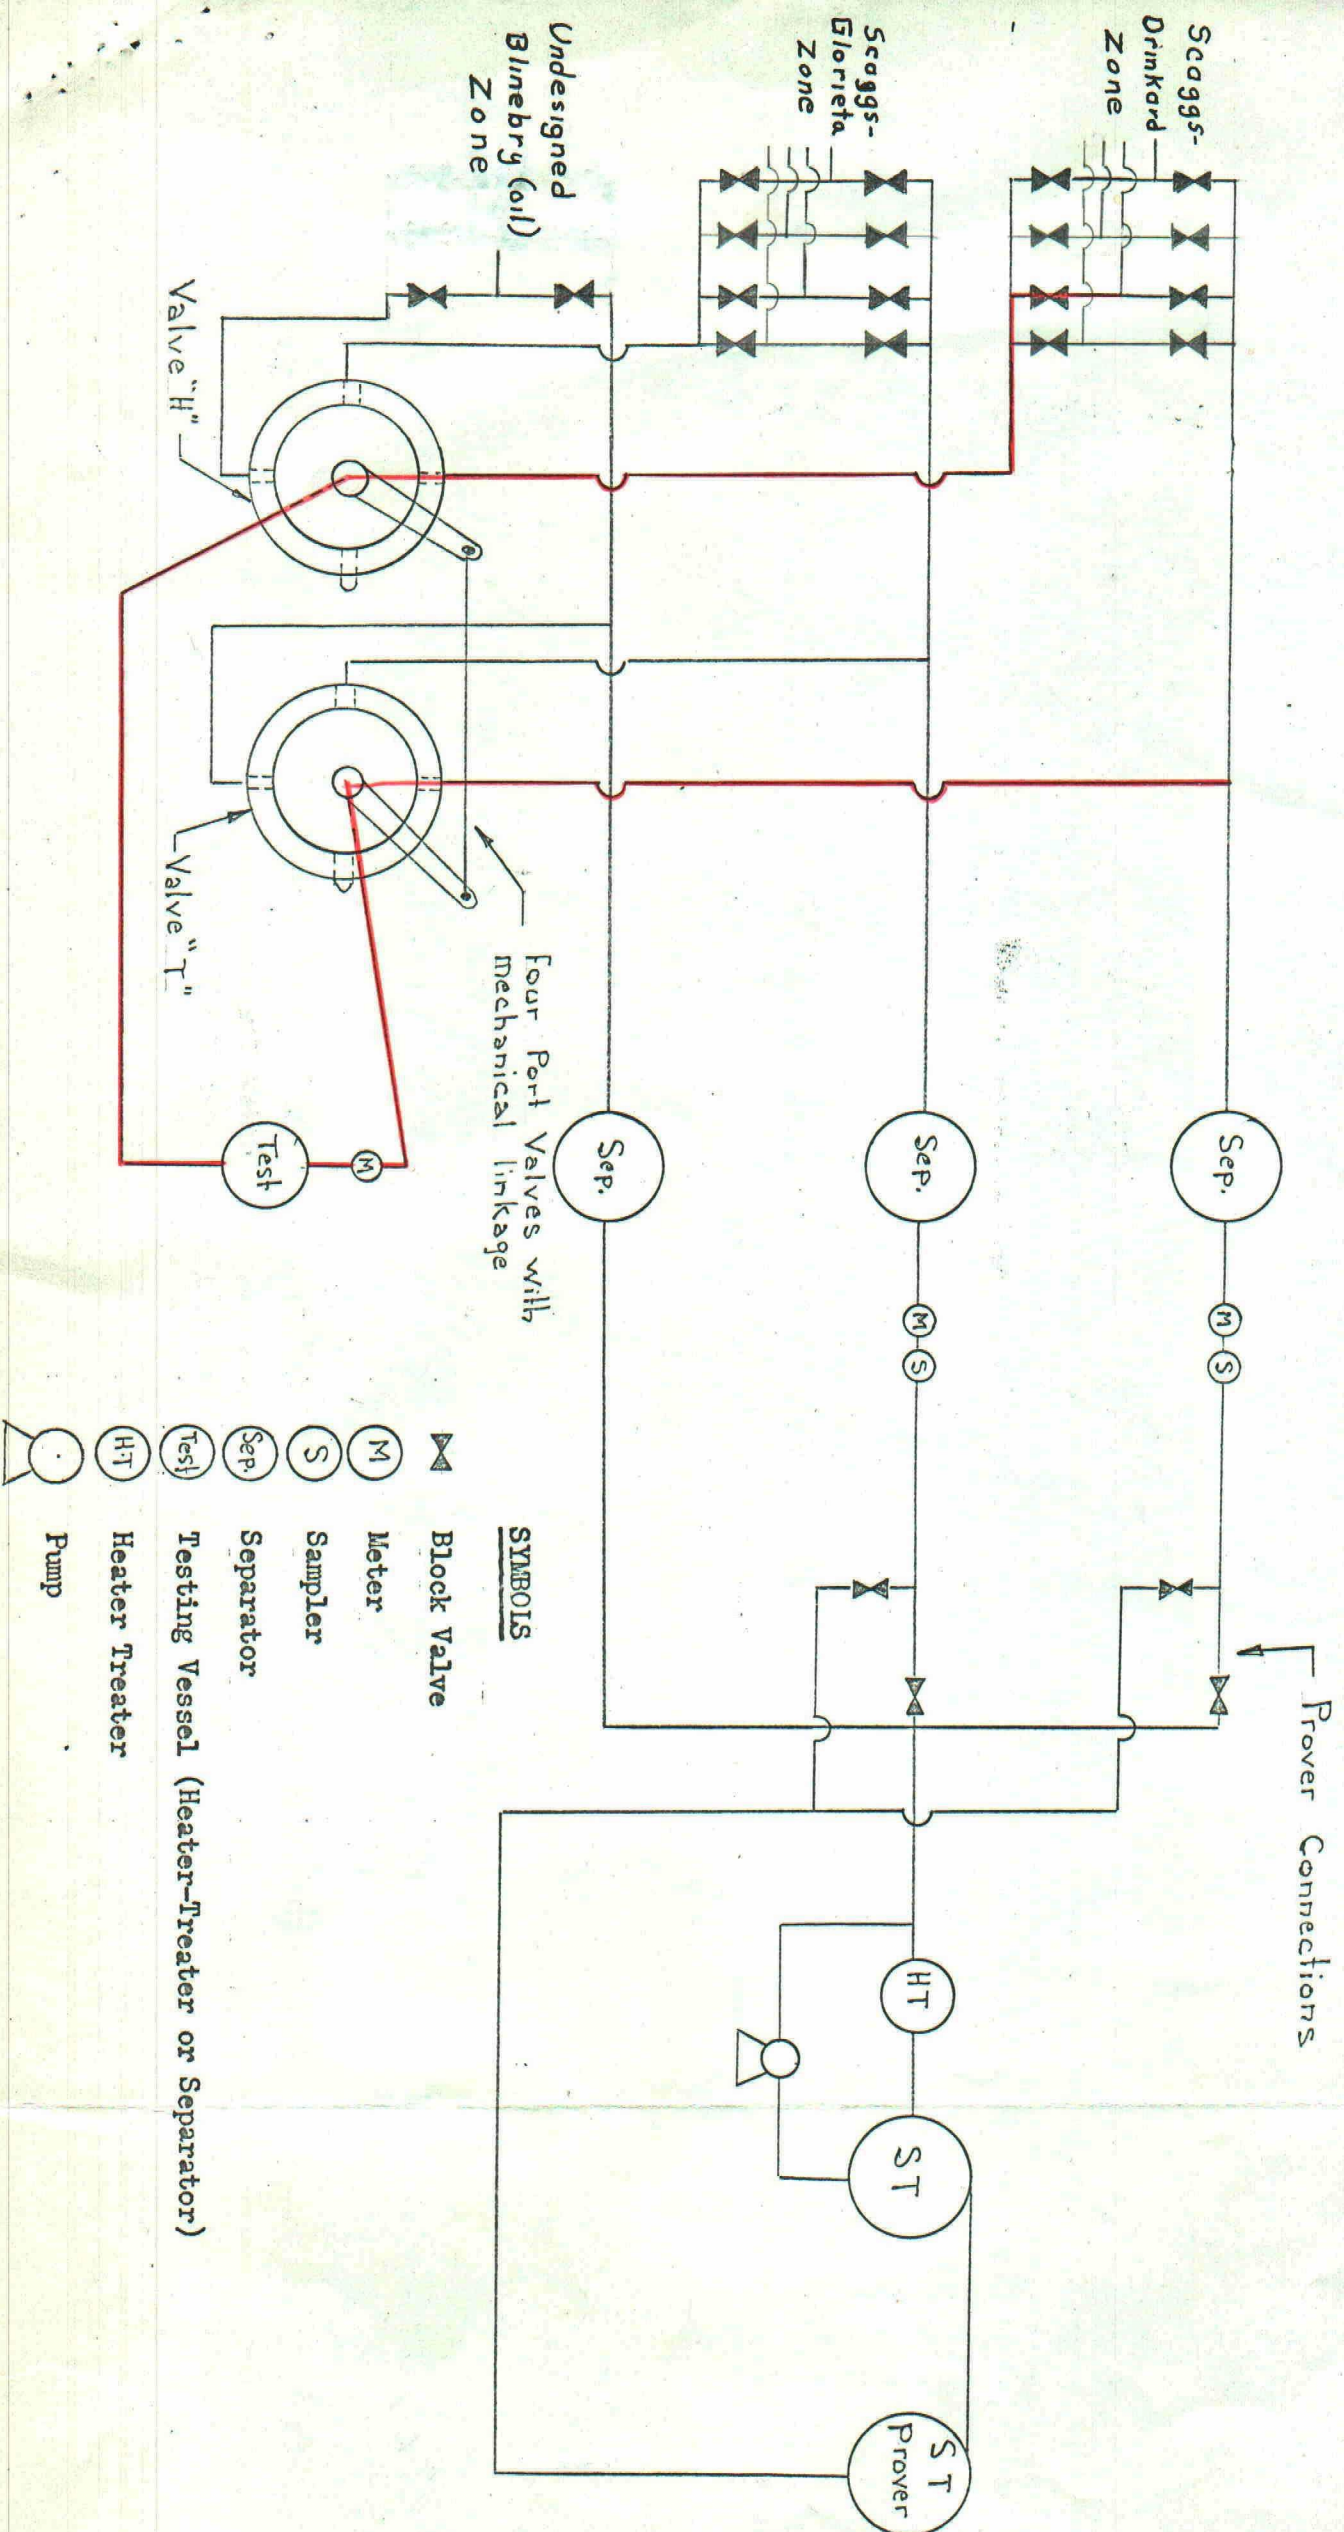 Scaggs-
Drinkard
Zone
Scaggs-
Glorieta
Zone
Undesigned
Blinebry (oil)
Zone
Valve "H"
Valve "T"
Four Port Valves with
mechanical linkage
Test
M
Sep.
Sep.
M
S
Sep.
M
S
Prover Connections
HT
ST
ST
Prover
SYMBOLS
Block Valve
M Meter
S Sampler
Sep. Separator
Test Testing Vessel (Heater-Treater or Separator)
H-T Heater Treater
Pump